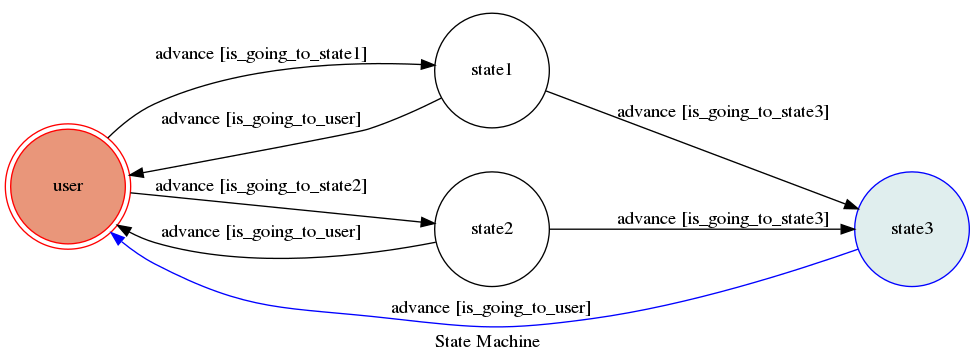 advance [is_going_to_state1]
state1
advance [is_going_to_user]
advance [is_going_to_state3]
user
advance [is_going_to_state2]
advance [is_going_to_user]
state2
advance [is_going_to_state3]
state3
advance [is_going_to_user]
State Machine